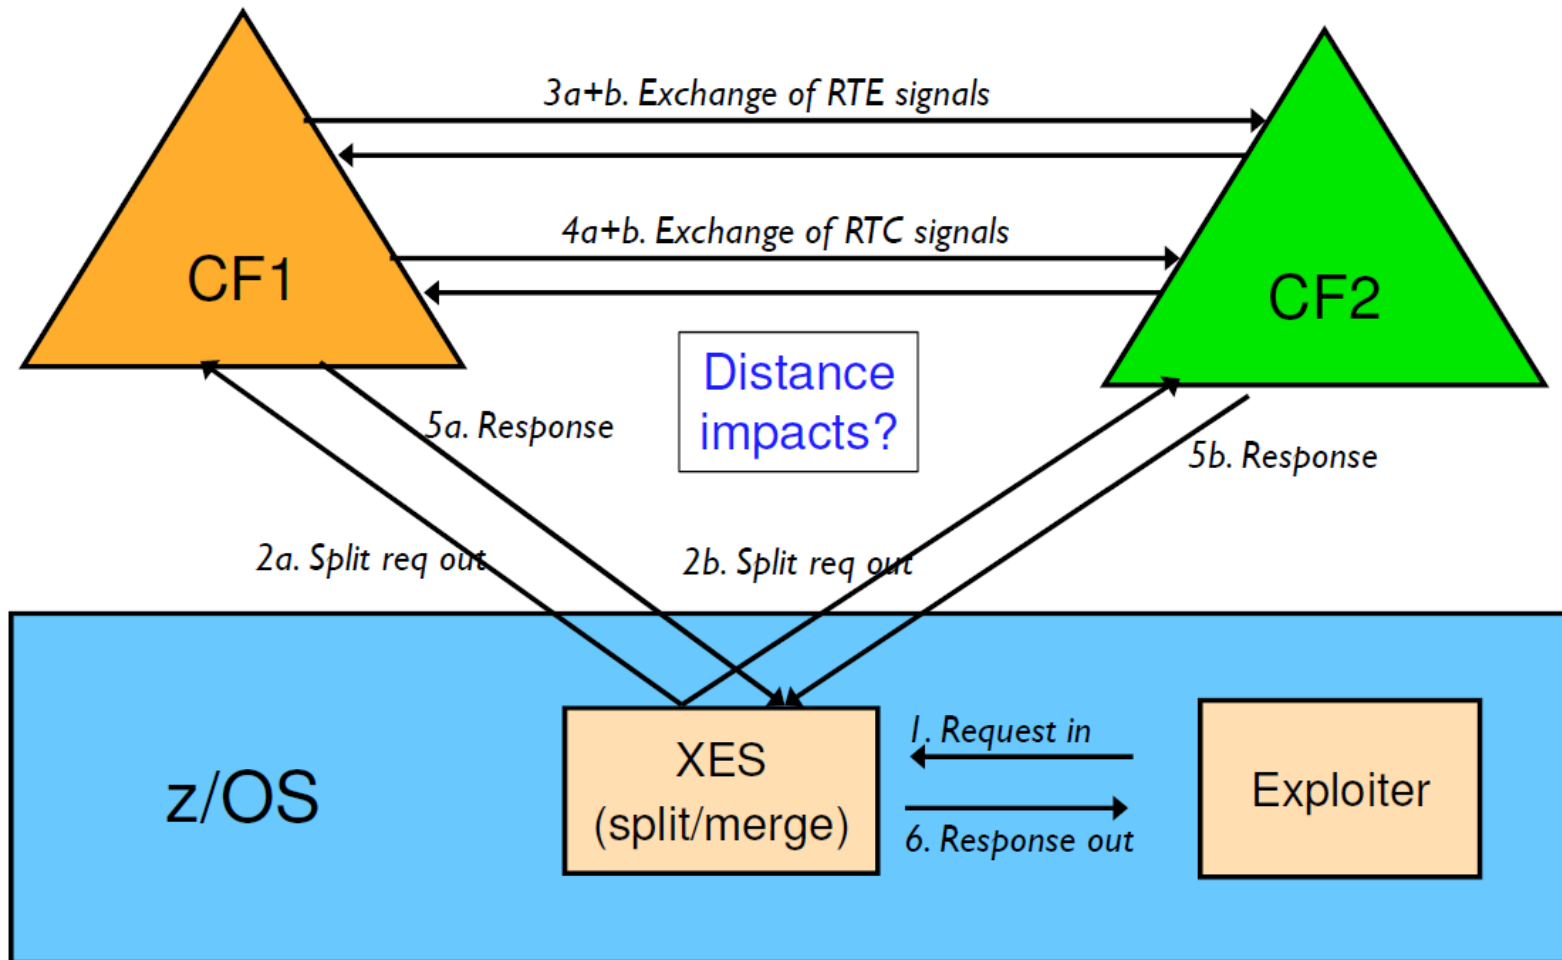 3a+b. Exchange of RTE signals
4a+b. Exchange of RTC signals
CF1
CF2
Distance
impacts?
5a. Response
5b. Response
2a. Split req out
2b. Split req out
1. Request in
XES
(split/merge)
Exploiter
z/OS
6. Response out